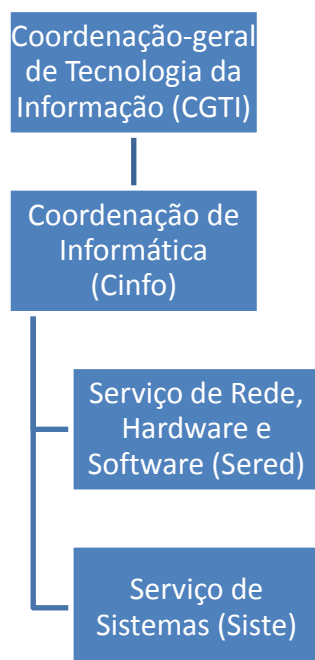 Coordenação-geral
de Tecnologia da
Informação (CGTI)
Coordenação de
Informática
(Cinfo)
Serviço de Rede,
Hardware e
Software (Sered)
Serviço de
Sistemas (Siste)